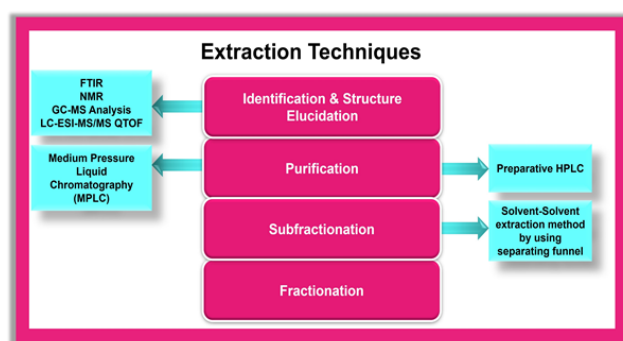 Extraction Techniques
FTIR
NMR
GC-MS Analysis
LC-ESI-MS/MS QTOF
Identification & Structure
Elucidation
Medium Pressure
Liquid
Chromatography
(MPLC)
Purification
Preparative HPLC
Subfractionation
Solvent-Solvent
extraction method
by using
separating funnel
Fractionation